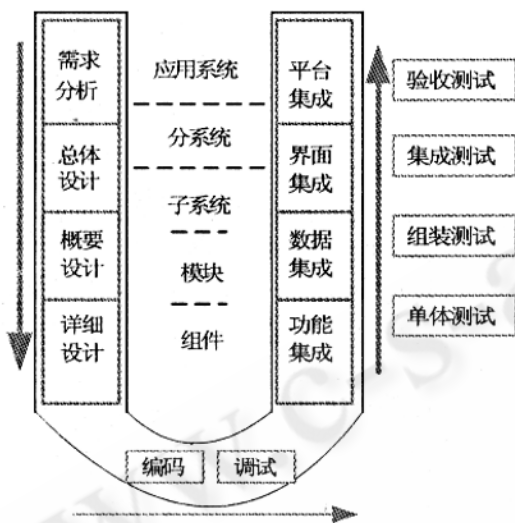 需求
分析
总体
设计
概要
设计
详细
设计
应用系统
分系统
子系统
模块
组件
平台
集成
界面
集成
数据
集成
功能
集成
验收测试
集成测试
组装测试
单体测试
编码
调试